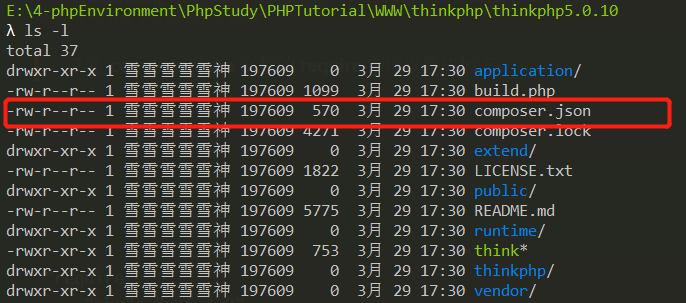 E:\4-phpEnvironment\PhpStudy\PHPTutorial\WWW\thinkphp\thinkphp5.0.10
λ ls -l
total 37
drwxr-xr-x 1 雪雪雪雪雪神 197609 0 3月 29 17:30 application/
-rw-r--r-- 1 雪雪雪雪雪神 197609 1099 3月 29 17:30 build.php
-rw-r--r-- 1 雪雪雪雪雪神 197609 570 3月 29 17:30 composer.json
-rw-r--r-- 1 雪雪雪雪雪神 197609 4271 3月 29 17:30 composer.lock
drwxr-xr-x 1 雪雪雪雪雪神 197609 0 3月 29 17:30 extend/
-rw-r--r-- 1 雪雪雪雪雪神 197609 1822 3月 29 17:30 LICENSE.txt
drwxr-xr-x 1 雪雪雪雪雪神 197609 0 3月 29 17:30 public/
-rw-r--r-- 1 雪雪雪雪雪神 197609 5775 3月 29 17:30 README.md
drwxr-xr-x 1 雪雪雪雪雪神 197609 0 3月 29 17:30 runtime/
-rwxr-xr-x 1 雪雪雪雪雪神 197609 753 3月 29 17:30 think*
drwxr-xr-x 1 雪雪雪雪雪神 197609 0 3月 29 17:30 thinkphp/
drwxr-xr-x 1 雪雪雪雪雪神 197609 0 3月 29 17:30 vendor/